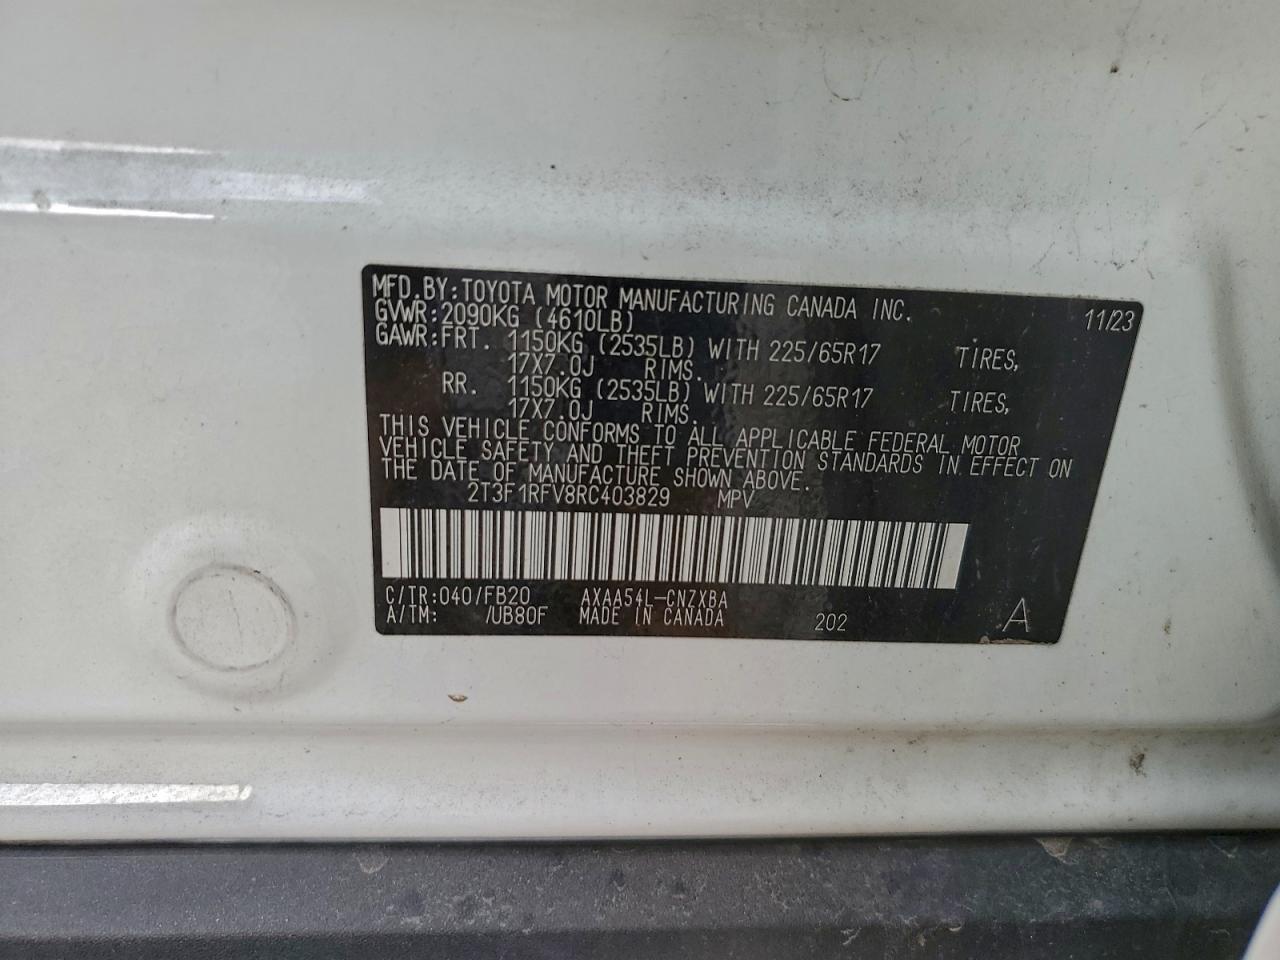 MFD.BY:TOYOTA MOTOR MANUFACTURING CANADA INC. 11/23
GVWR:2090KG (4610LB)
GAWR:FRT. 1150KG (2535LB) WITH 225/65R17 TIRES,
17X7.0J RIMS.
RR. 1150KG (2535LB) WITH 225/65R17 TIRES,
17X7.0J RIMS.
THIS VEHICLE CONFORMS TO ALL APPLICABLE FEDERAL MOTOR
VEHICLE SAFETY AND THEFT PREVENTION STANDARDS IN EFFECT ON
THE DATE OF MANUFACTURE SHOWN ABOVE.
2T3F1RFV8RC403829 MPV
C/TR:040/FB20 AXAA54L-CNZXBA
A/TM: /UB80F MADE IN CANADA 202 A